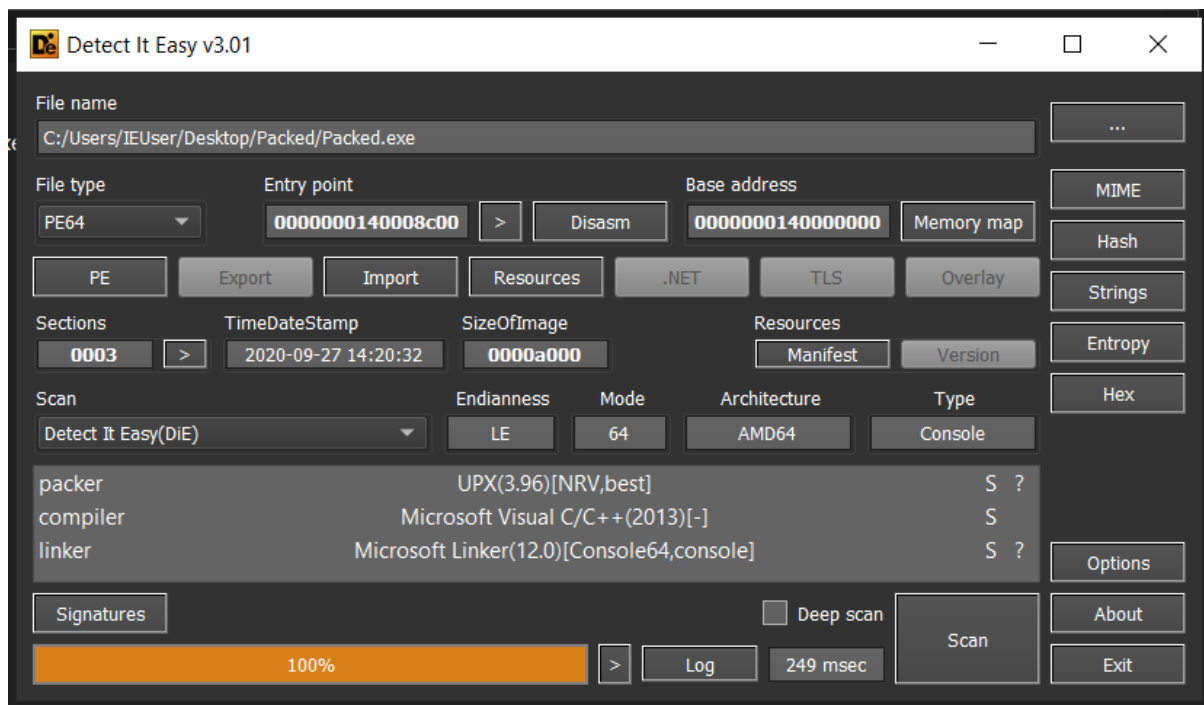 Detect It Easy v3.01
File name
C:/Users/IEUser/Desktop/Packed/Packed.exe
...
File type Entry point Base address
PE64 0000000140008c00 > Disasm 0000000140000000 Memory map
MIME
Hash
PE Export Import Resources .NET TLS Overlay
Strings
Sections TimeDateStamp SizeOfImage Resources
0003 > 2020-09-27 14:20:32 0000a000 Manifest Version
Entropy
Hex
Scan Endianness Mode Architecture Type
Detect It Easy(DiE) LE 64 AMD64 Console
packer UPX(3.96)[NRV,best] S ?
compiler Microsoft Visual C/C++(2013)[-] S
linker Microsoft Linker(12.0)[Console64,console] S ?
Options
Signatures Deep scan Scan About
100% > Log 249 msec Exit